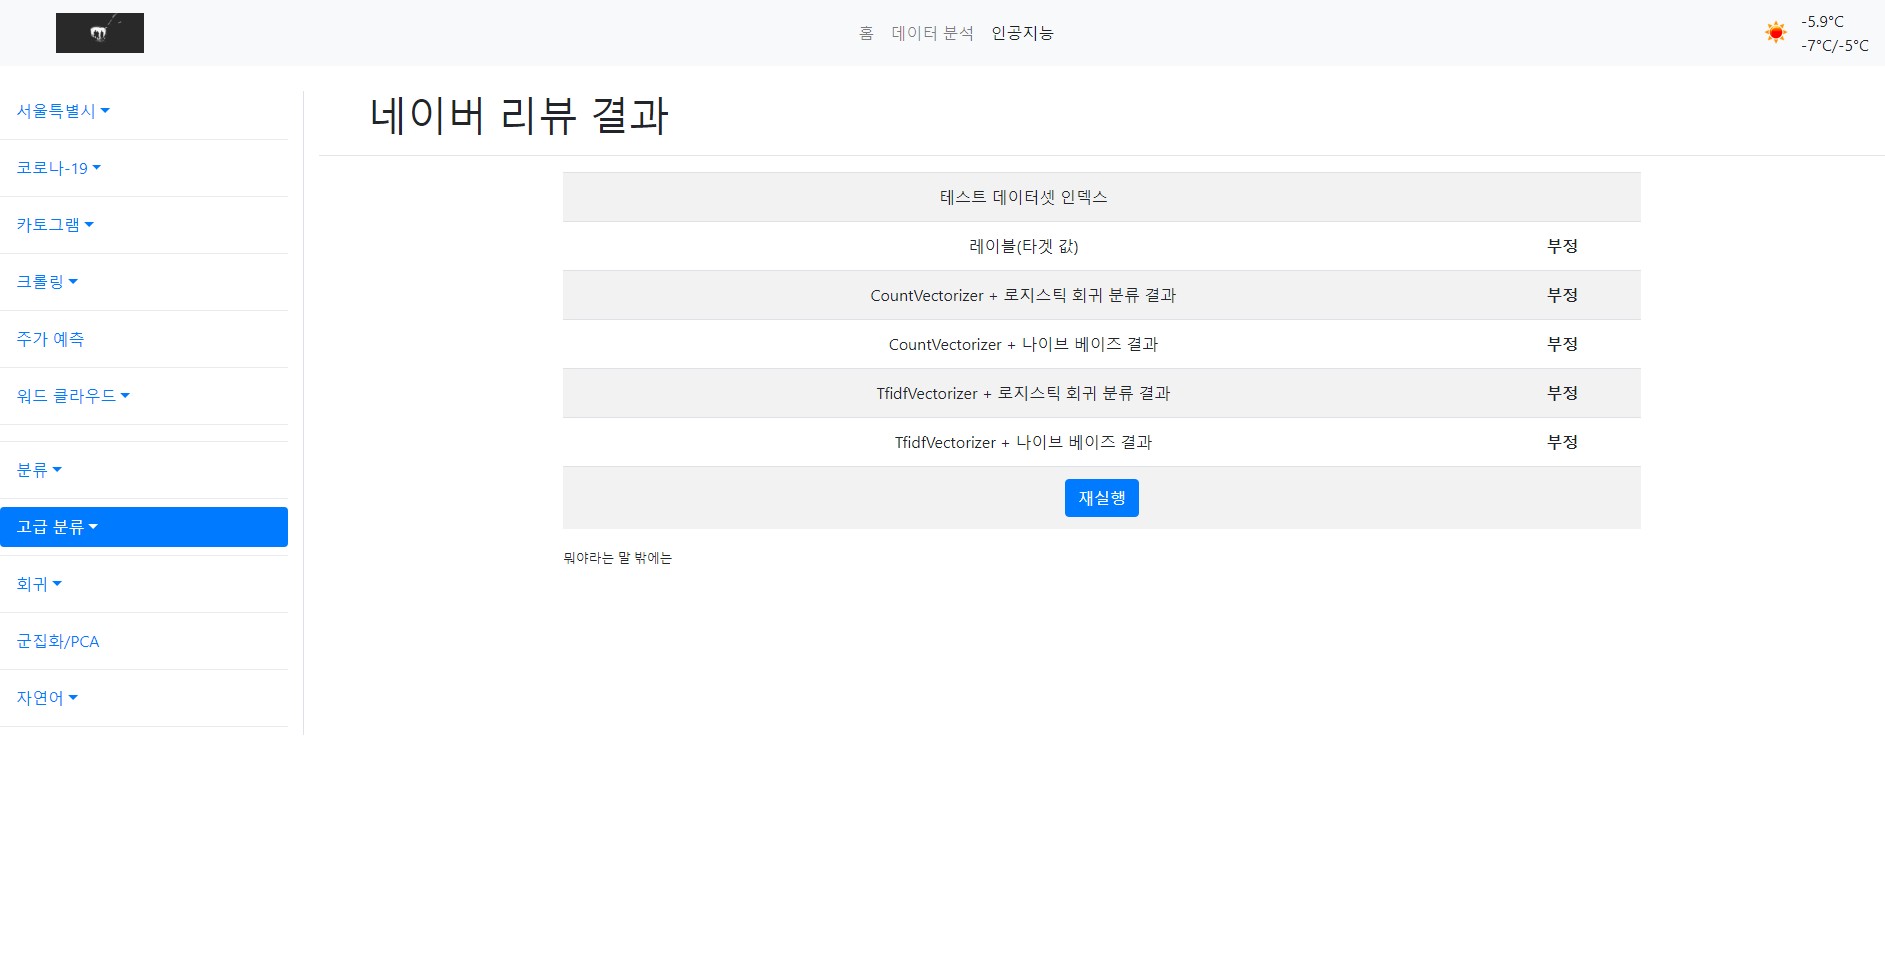 홈 데이터 분석 인공지능
-5.9°C
-7°C/-5°C
서울특별시
코로나-19
카토그램
크롤링
주가 예측
워드 클라우드
분류
고급 분류
회귀
군집화/PCA
자연어
네이버 리뷰 결과
테스트 데이터셋 인덱스
레이블(타겟 값) 부정
CountVectorizer + 로지스틱 회귀 분류 결과 부정
CountVectorizer + 나이브 베이즈 결과 부정
TfidfVectorizer + 로지스틱 회귀 분류 결과 부정
TfidfVectorizer + 나이브 베이즈 결과 부정
재실행
뭐야라는 말 밖에는